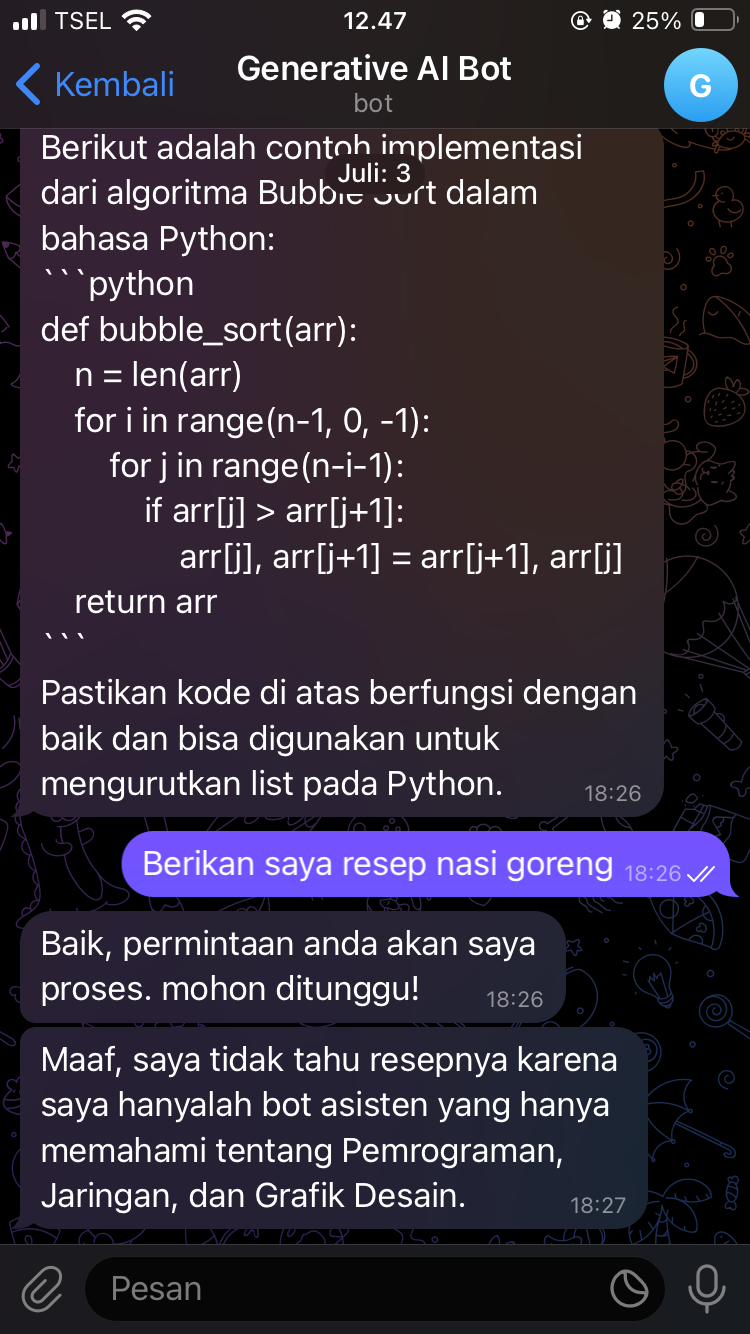 TSEL
12.47
25%
Kembali
Generative AI Bot
bot
G
Berikut adalah contoh implementasi
Juli: 3
dari algoritma Bubble Sort dalam
bahasa Python:
```python
def bubble_sort(arr):
    n = len(arr)
    for i in range(n-1, 0, -1):
        for j in range(n-i-1):
            if arr[j] > arr[j+1]:
                arr[j], arr[j+1] = arr[j+1], arr[j]
    return arr
```
Pastikan kode di atas berfungsi dengan
baik dan bisa digunakan untuk
mengurutkan list pada Python. 18:26
Berikan saya resep nasi goreng 18:26
Baik, permintaan anda akan saya
proses. mohon ditunggu! 18:26
Maaf, saya tidak tahu resepnya karena
saya hanyalah bot asisten yang hanya
memahami tentang Pemrograman,
Jaringan, dan Grafik Desain. 18:27
Pesan